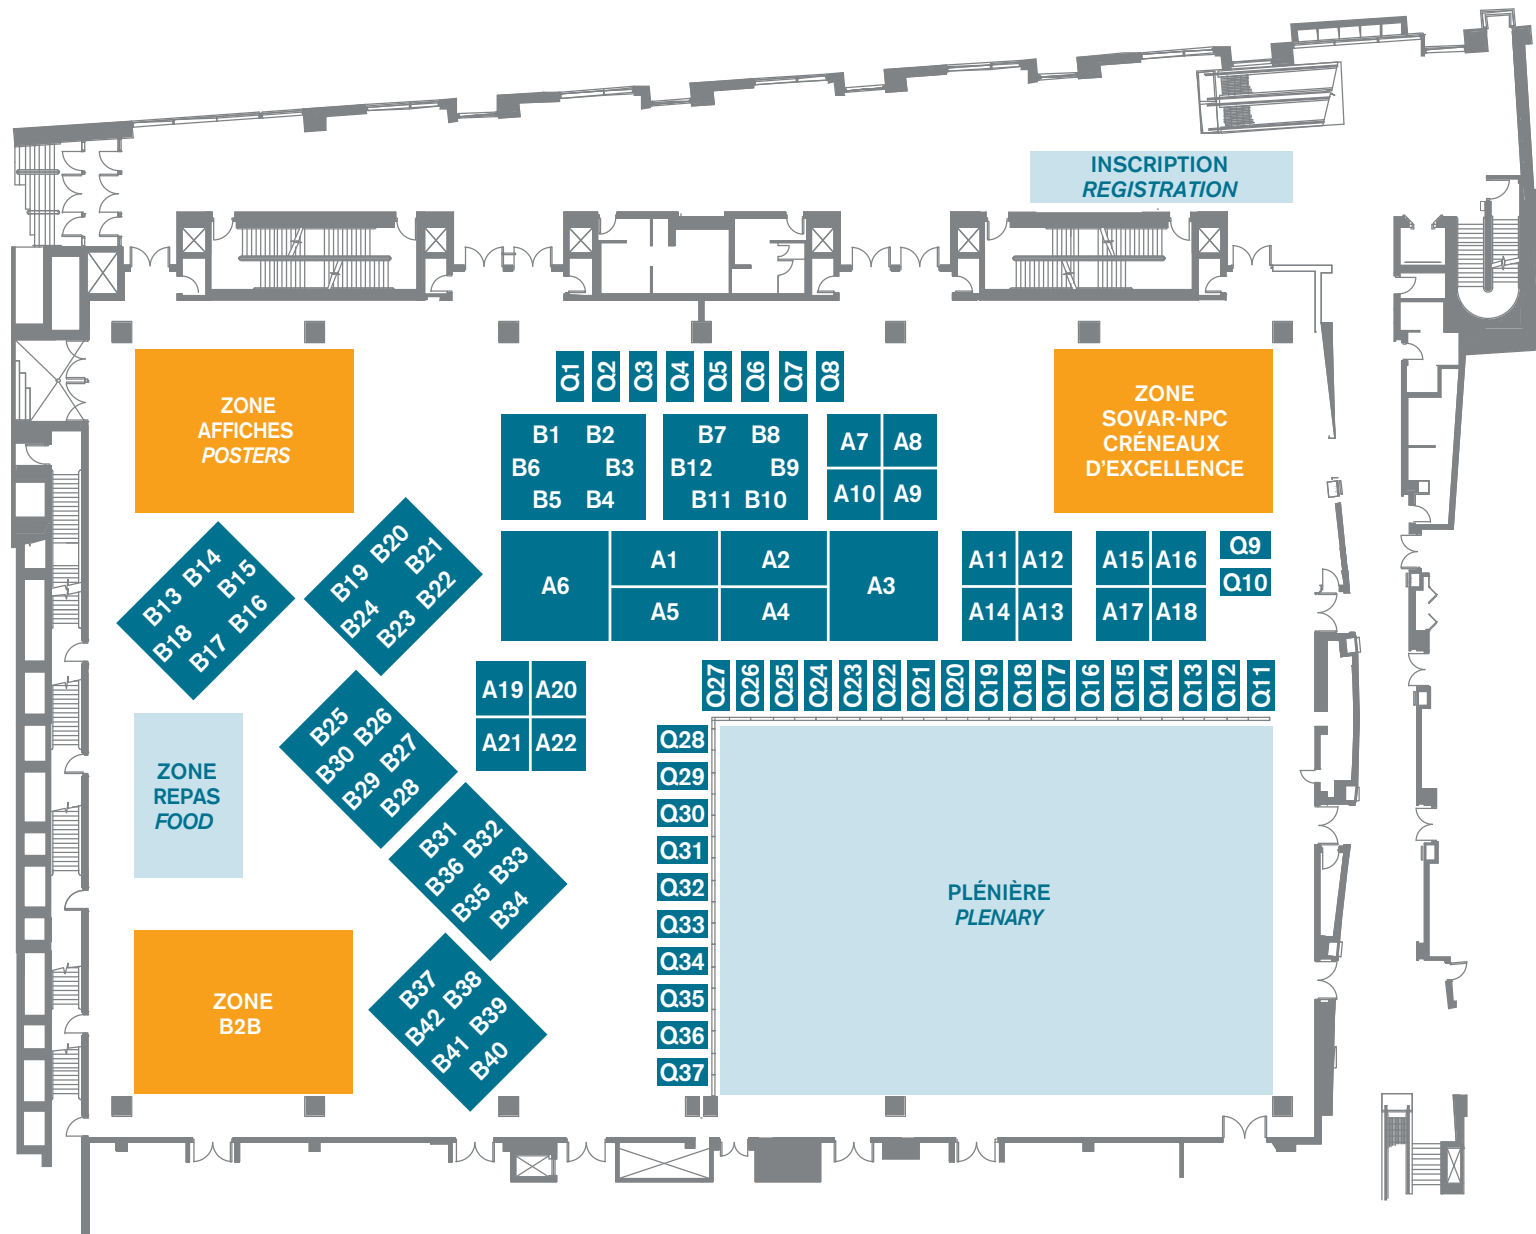 INSCRIPTION
REGISTRATION
ZONE
AFFICHES
POSTERS
Q1 Q2 Q3 Q4 Q5 Q6 Q7 Q8
ZONE
SOVAR-NPC
CRÉNEAUX
D'EXCELLENCE
B1 B2
B6 B3
B5 B4
B7 B8
B12 B9
B11 B10
A7 A8
A10 A9
B13 B14
B15
B18 B17 B16
B19 B20
B21
B24 B23 B22
A6 A1 A2 A3
A5 A4
A11 A12
A14 A13
A15 A16
A17 A18
Q9
Q10
A19 A20
A21 A22
Q27 Q26 Q25 Q24 Q23 Q22 Q21 Q20 Q19 Q18 Q17 Q16 Q15 Q14 Q13 Q12 Q11
B25 B26
B30 B27
B29 B28
ZONE
REPAS
FOOD
B31 B32
B36 B33
B35 B34
Q28
Q29
Q30
Q31
Q32
Q33
Q34
Q35
Q36
Q37
PLÉNIÈRE
PLENARY
ZONE
B2B
B37 B38
B42 B39
B41 B40